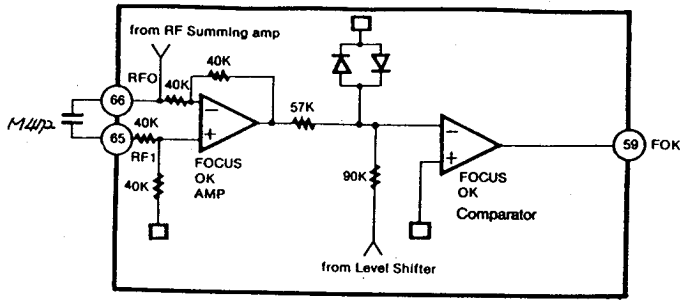 from RF Summing amp
RFO
40K
40K
66
57K
40K
65
RF1
FOCUS
OK
AMP
40K
90K
FOCUS
OK
Comparator
59
FOK
from Level Shifter